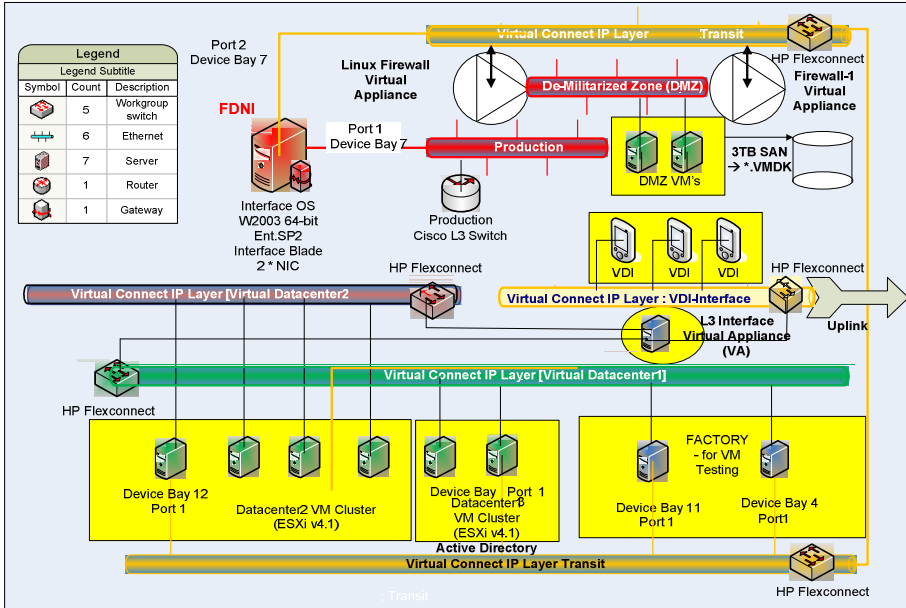 Virtual Connect IP Layer Transit
HP Flexconnect
Port 2
Device Bay 7
Legend
Legend Subtitle
Symbol Count Description
5 Workgroup
switch
6 Ethernet
7 Server
1 Router
1 Gateway
Linux Firewall
Virtual
Appliance
De-Militarized Zone (DMZ)
Firewall-1
Virtual
Appliance
FDNI
Port 1
Device Bay 7
Production
DMZ VM's
3TB SAN
→ *.VMDK
Interface OS
W2003 64-bit
Ent.SP2
Interface Blade
2 * NIC
Production
Cisco L3 Switch
VDI
VDI
VDI
HP Flexconnect
HP Flexconnect
Virtual Connect IP Layer [Virtual Datacenter2
Virtual Connect IP Layer : VDI-Interface
Uplink
L3 Interface
Virtual Appliance
(VA)
Virtual Connect IP Layer [Virtual Datacenter1]
HP Flexconnect
Device Bay 12
Port 1
Datacenter2 VM Cluster
(ESXi v4.1)
Device Bay Port 1
Datacenter
VM Cluster
(ESXi v4.1)
Active Directory
FACTORY
- for VM
Testing
Device Bay 11
Port 1
Device Bay 4
Port1
Virtual Connect IP Layer Transit
HP Flexconnect
: Transit